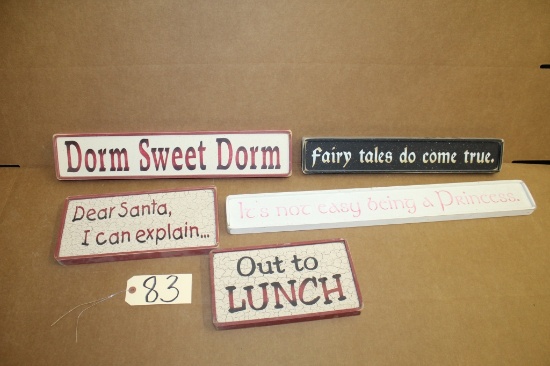 Dorm Sweet Dorm
Fairy tales do come true.
Dear Santa,
I can explain...
It's not easy being a Princess.
Out to
LUNCH
83